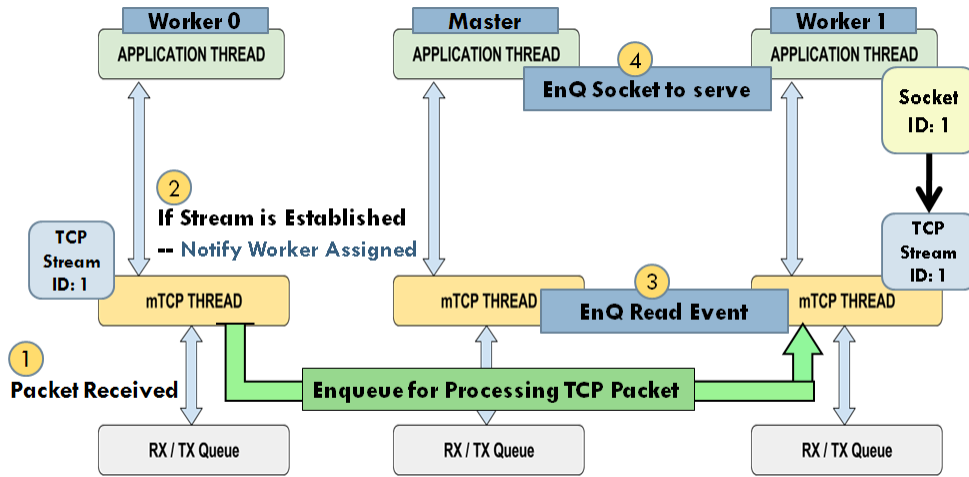 Worker 0
Master
Worker 1
APPLICATION THREAD
APPLICATION THREAD
APPLICATION THREAD
4
EnQ Socket to serve
Socket
ID: 1
2
If Stream is Established
-- Notify Worker Assigned
TCP
Stream
ID: 1
TCP
Stream
ID: 1
mTCP THREAD
mTCP THREAD
mTCP THREAD
3
EnQ Read Event
1
Packet Received
Enqueue for Processing TCP Packet
RX / TX Queue
RX / TX Queue
RX / TX Queue